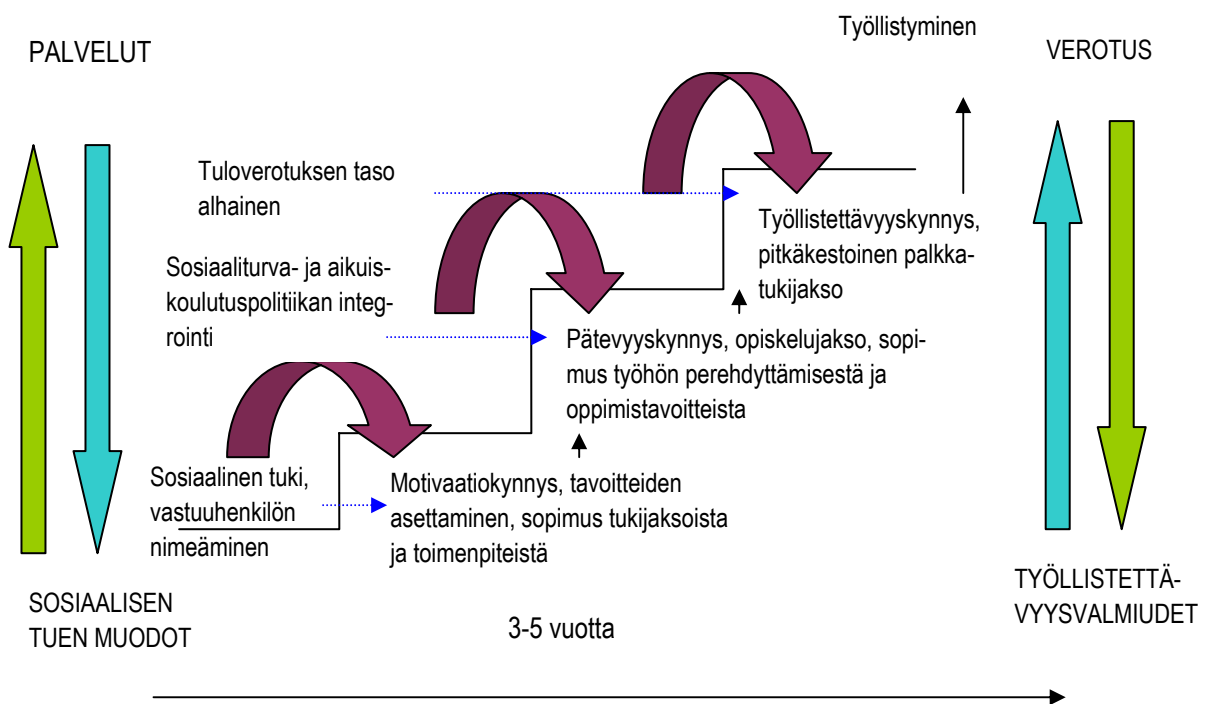 Työllistyminen
PALVELUT
VEROTUS
Tuloverotuksen taso
alhainen
Työllistettävyyskynnys,
pitkäkestoinen palkka-
tukijakso
Sosiaaliturva- ja aikuis-
koulutuspolitiikan integ-
rointi
Pätevyyskynnys, opiskelujakso, sopi-
mus työhön perehdyttämisestä ja
oppimistavoitteista
Sosiaalinen tuki,
vastuuhenkilön
nimeäminen
Motivaatiokynnys, tavoitteiden
asettaminen, sopimus tukijaksoista
ja toimenpiteistä
SOSIAALISEN
TUEN MUODOT
TYÖLLISTETTÄ-
VYYSVALMIUDET
3-5 vuotta